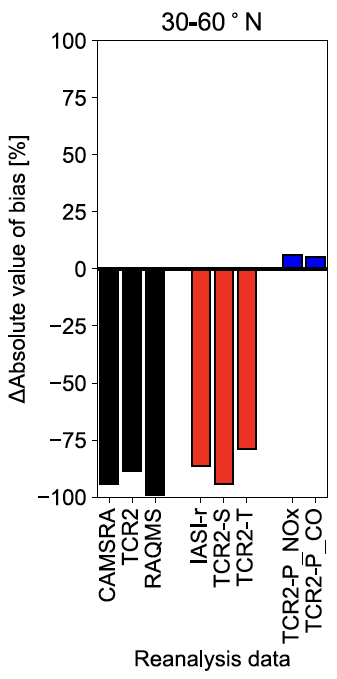 30-60°N
100
75
50
25
0
−25
−50
−75
−100
ΔAbsolute value of bias [%]
CAMSRA
TCR2
RAQMS
IASI-r
TCR2-S
TCR2-T
TCR2-P_NOx
TCR2-P_CO
Reanalysis data